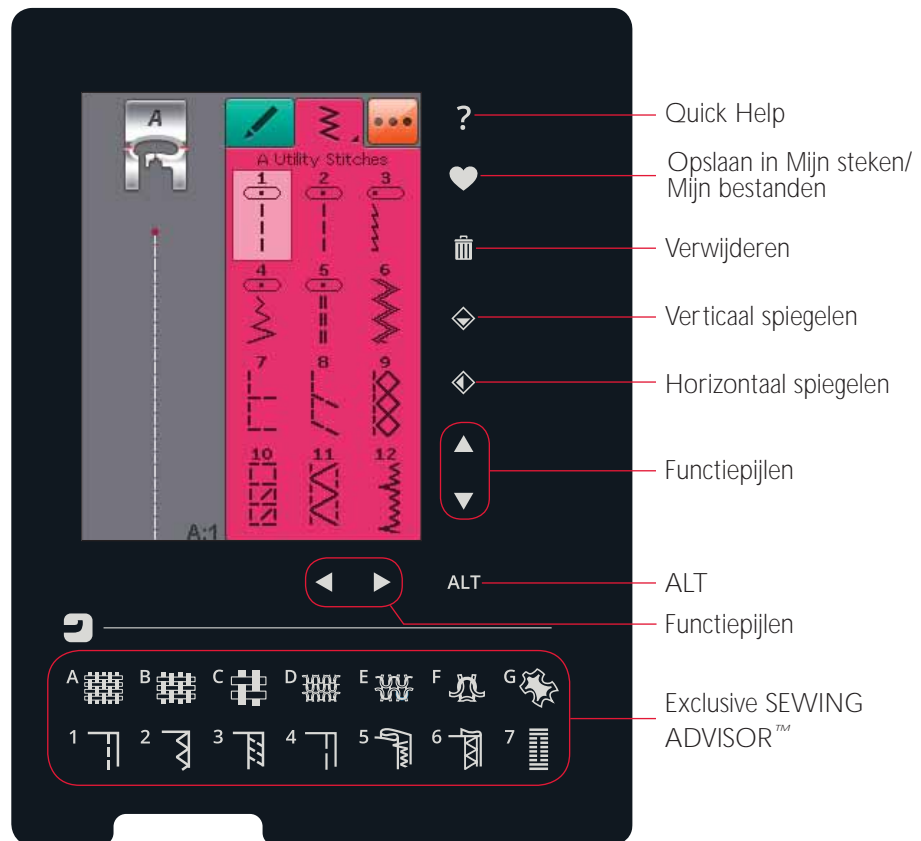 A
A Utility Stitches
1 2 3
4 5 6
7 8 9
10 11 12
A:1
?
Quick Help
Opslaan in Mijn steken/
Mijn bestanden
Verwijderen
Verticaal spiegelen
Horizontaal spiegelen
Functiepijlen
ALT
ALT
Functiepijlen
A B C D E F G
1 2 3 4 5 6 7
Exclusive SEWING
ADVISOR™